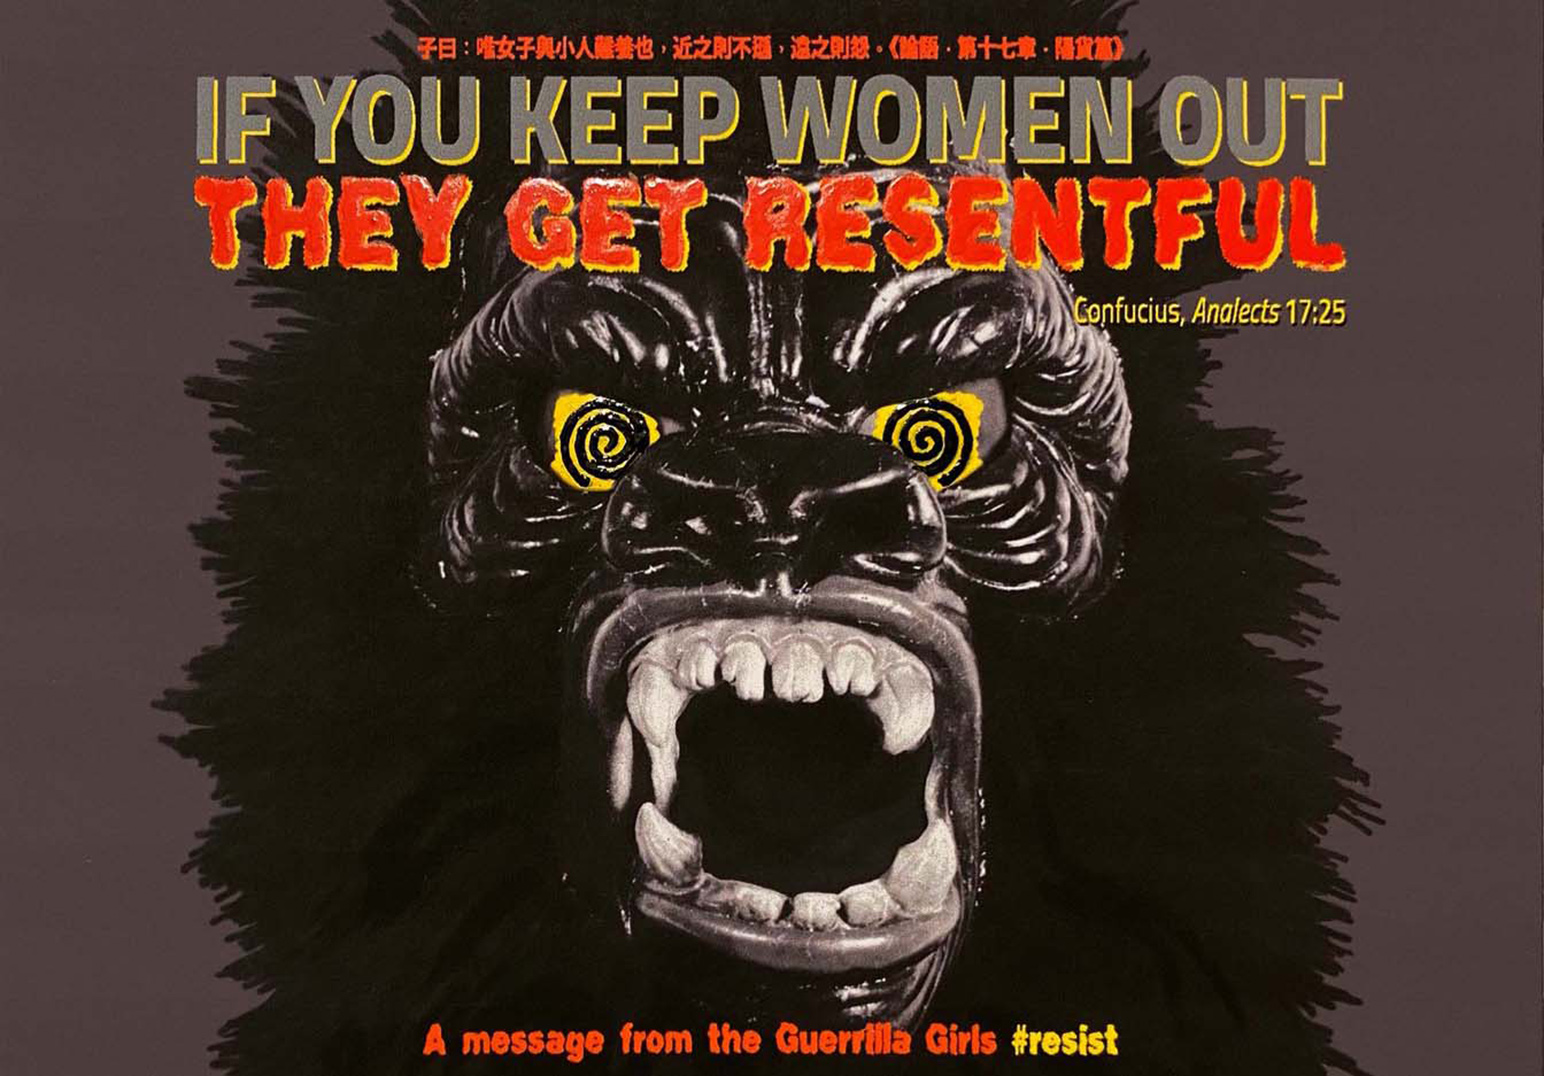 子曰：唯女子與小人難養也，近之則不遜，遠之則怨。《論語．第十七章．陽貨篇》
IF YOU KEEP WOMEN OUT
THEY GET RESENTFUL
Confucius, Analects 17:25
A message from the Guerrilla Girls #resist